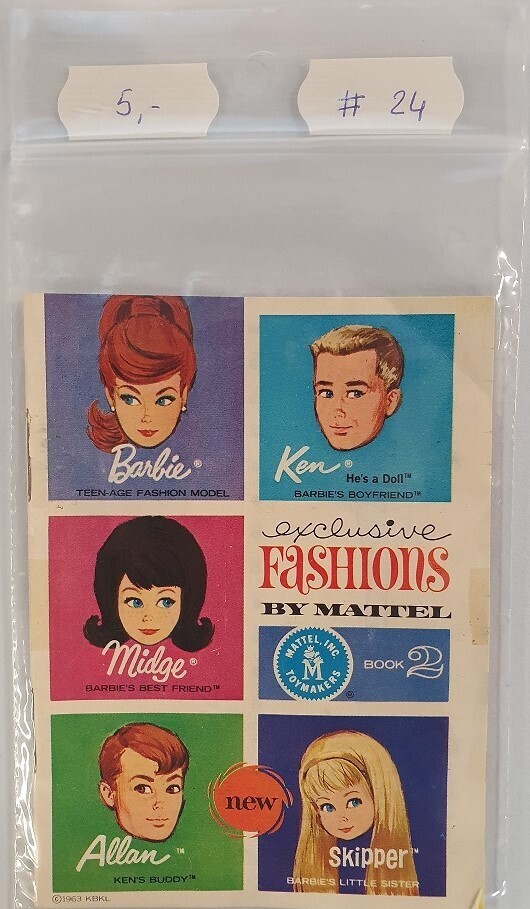 5,-
# 24
Barbie®
TEEN-AGE FASHION MODEL
Ken®
He's a Doll™
BARBIE'S BOYFRIEND™
Midge®
BARBIE'S BEST FRIEND™
exclusive
FASHIONS
BY MATTEL
MATTEL, INC.
M
TOYMAKERS
®
BOOK 2
Allan™
KEN'S BUDDY™
new
Skipper™
BARBIE'S LITTLE SISTER
©1963 KBKL